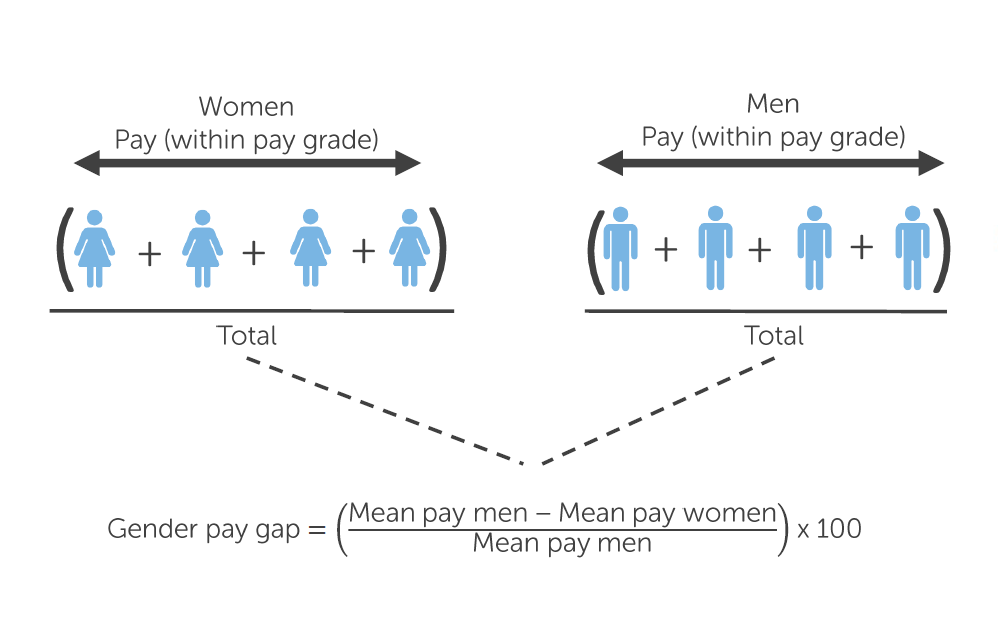 Women
Pay (within pay grade)
Men
Pay (within pay grade)
( + + + )
( + + + )
Total
Total
Gender pay gap = (Mean pay men – Mean pay women
Mean pay men) x 100